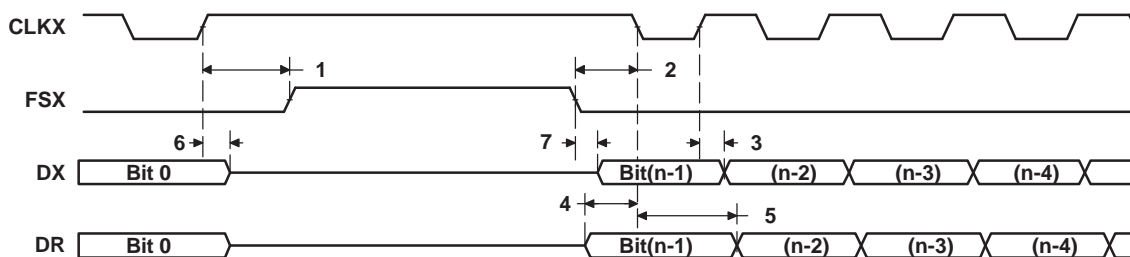 CLKX
1 2
FSX
6 7 3
DX Bit 0 Bit(n-1) (n-2) (n-3) (n-4)
4 5
DR Bit 0 Bit(n-1) (n-2) (n-3) (n-4)